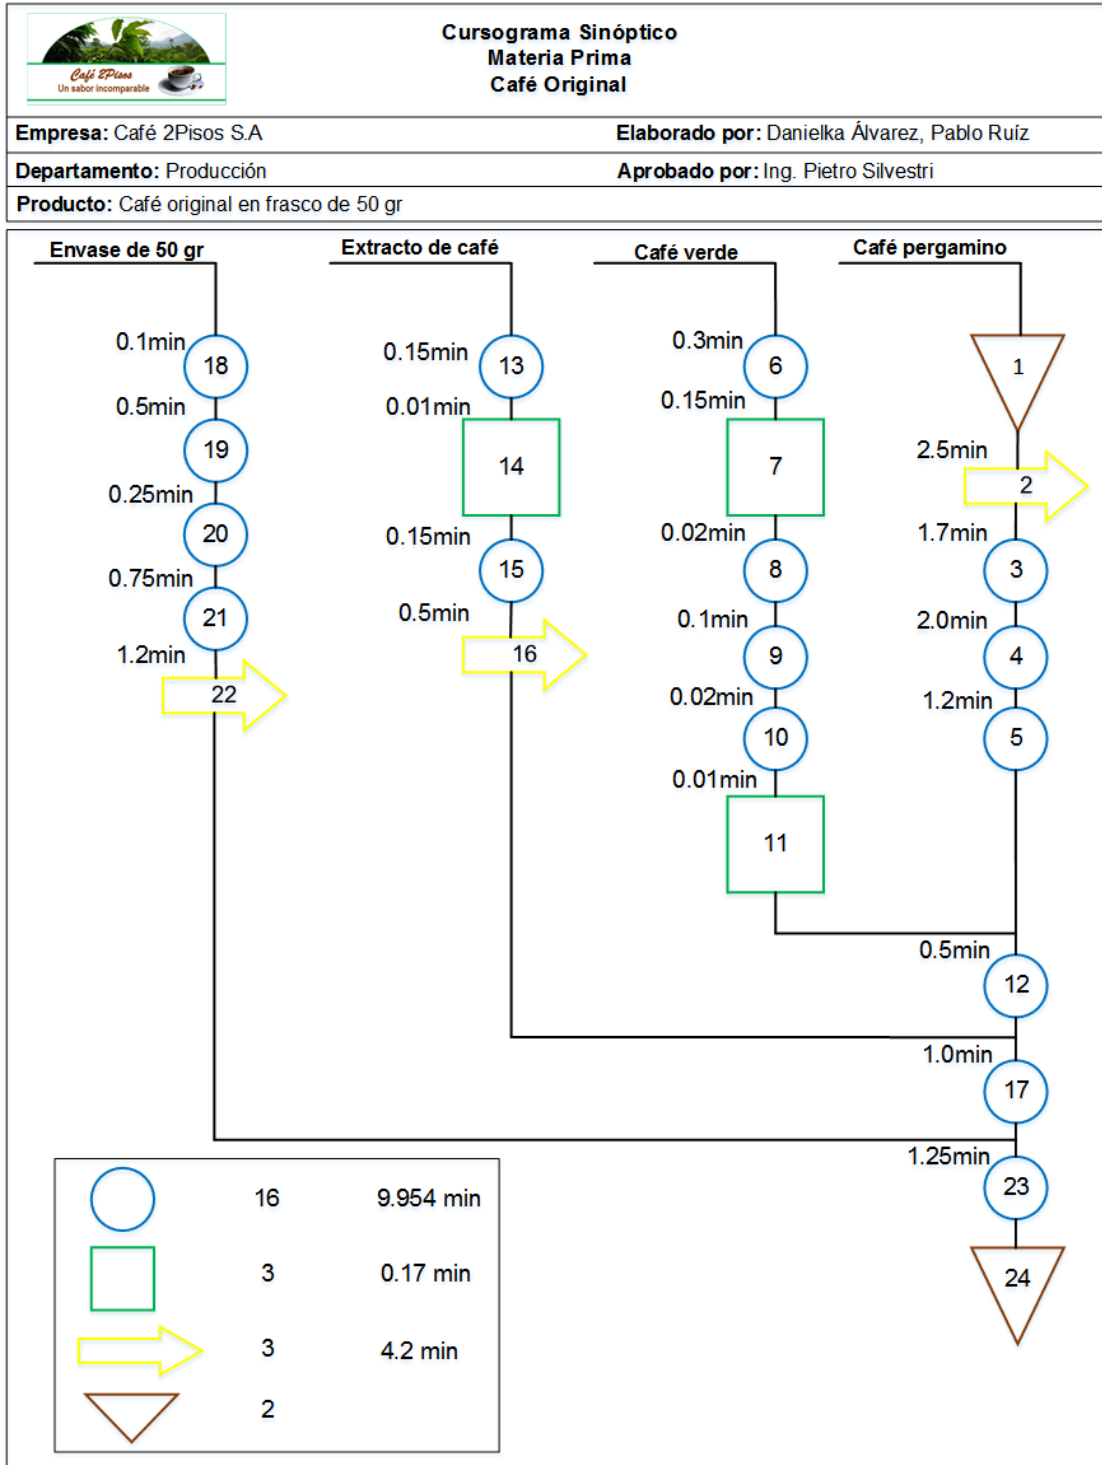 Café 2Pisos
Un sabor incomparable
Cursograma Sinóptico
Materia Prima
Café Original
Empresa: Café 2Pisos S.A
Elaborado por: Danielka Álvarez, Pablo Ruíz
Departamento: Producción
Aprobado por: Ing. Pietro Silvestri
Producto: Café original en frasco de 50 gr
Envase de 50 gr
0.1min
18
0.5min
19
0.25min
20
0.75min
21
1.2min
22
Extracto de café
0.15min
13
0.01min
14
0.15min
15
0.5min
16
Café verde
0.3min
6
0.15min
7
0.02min
8
0.1min
9
0.02min
10
0.01min
11
Café pergamino
1
2.5min
2
1.7min
3
2.0min
4
1.2min
5
0.5min
12
1.0min
17
1.25min
23
24
16 9.954 min
3 0.17 min
3 4.2 min
2